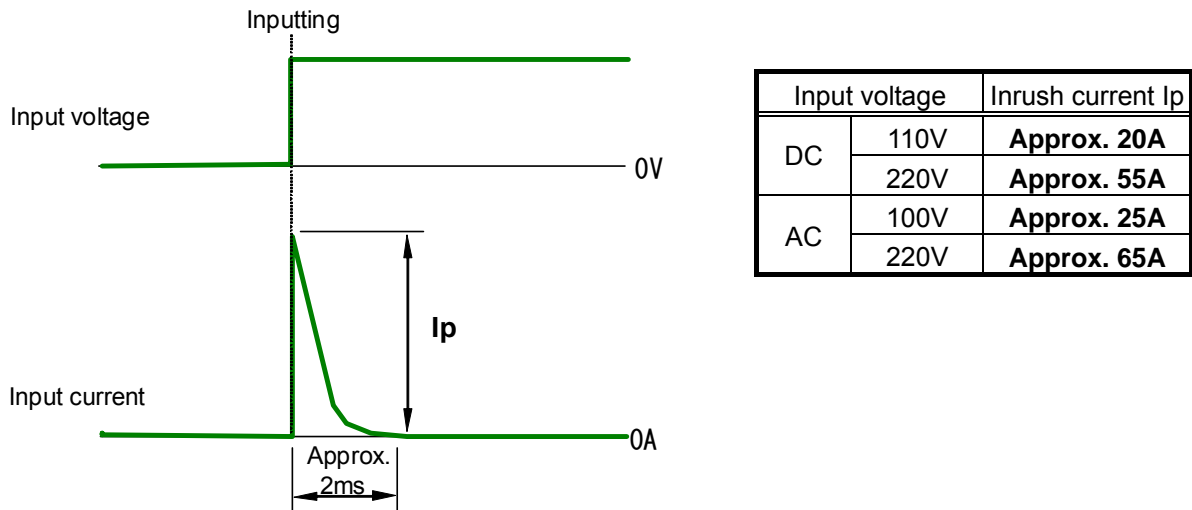 Inputting
Input voltage
0V
Ip
Input current
0A
Approx.
2ms
Input voltage Inrush current Ip
DC 110V Approx. 20A
220V Approx. 55A
AC 100V Approx. 25A
220V Approx. 65A